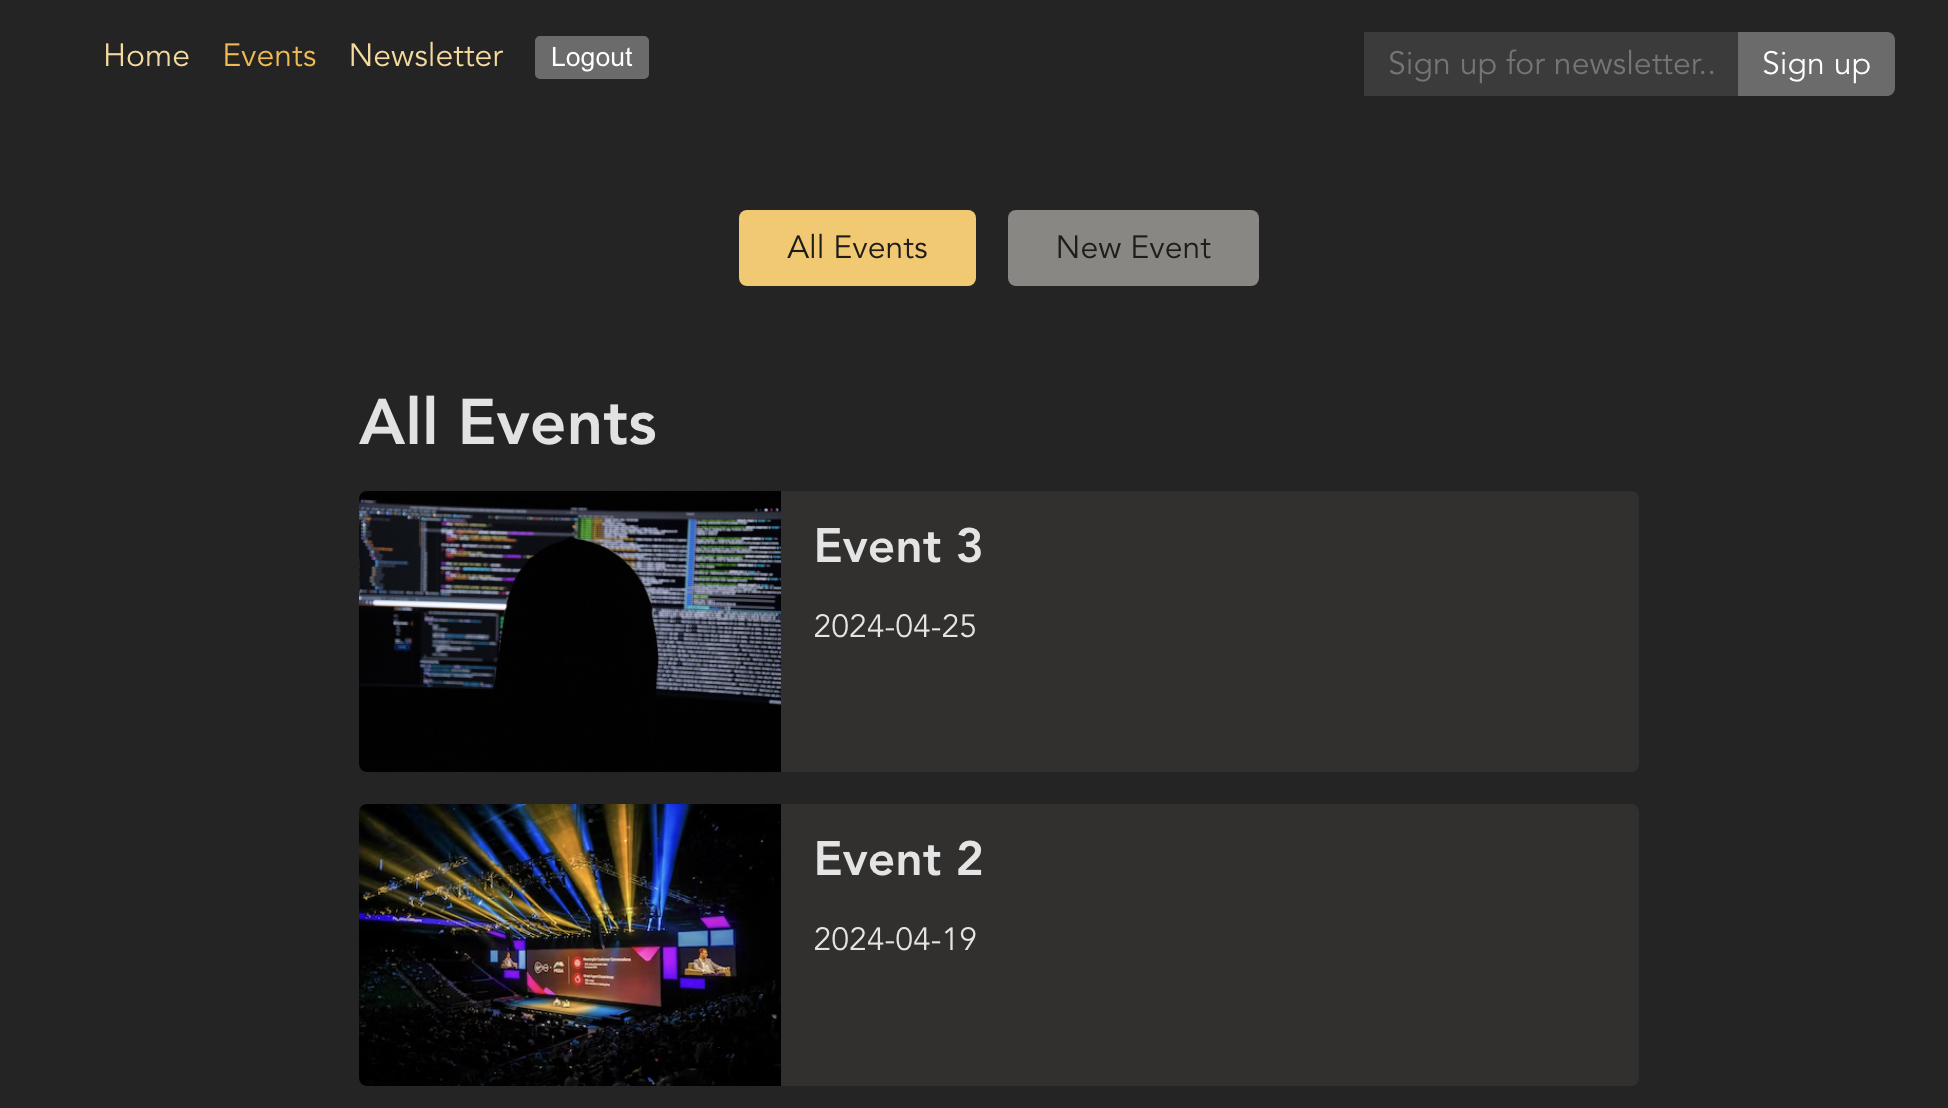 Home Events Newsletter Logout
Sign up for newsletter.. Sign up
All Events New Event
All Events
Event 3
2024-04-25
Event 2
2024-04-19